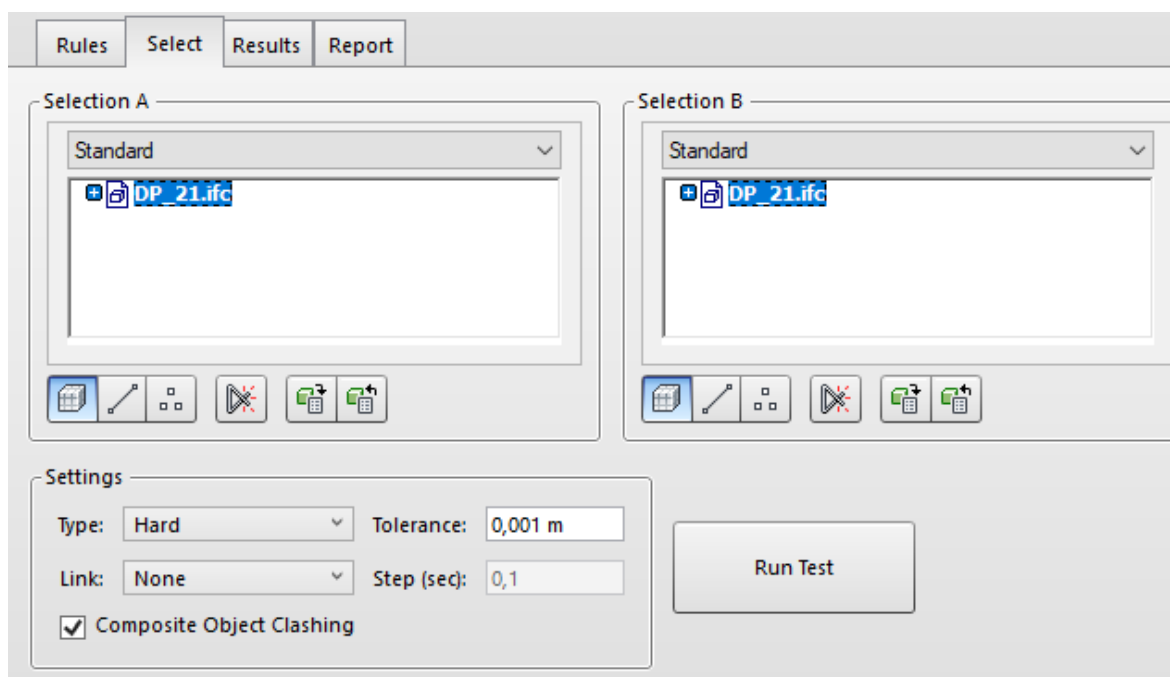 Rules Select Results Report
Selection A Selection B
Standard Standard
DP_21.ifc DP_21.ifc
Settings
Type: Hard Tolerance: 0,001 m
Run Test
Link: None Step (sec): 0,1
Composite Object Clashing